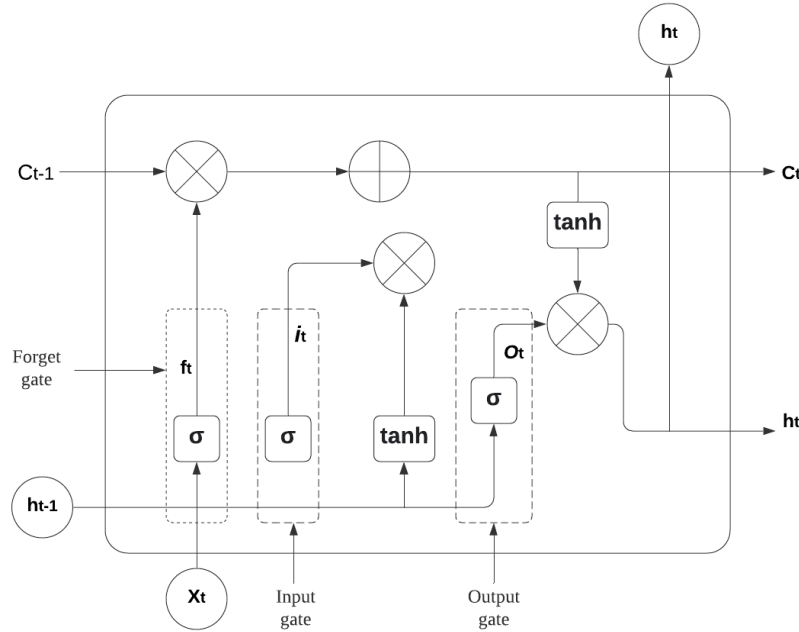 ht
Ct-1
Ct
tanh
it
Ot
Forget
gate
ft
σ
σ
tanh
σ
ht
ht-1
Xt
Input
gate
Output
gate